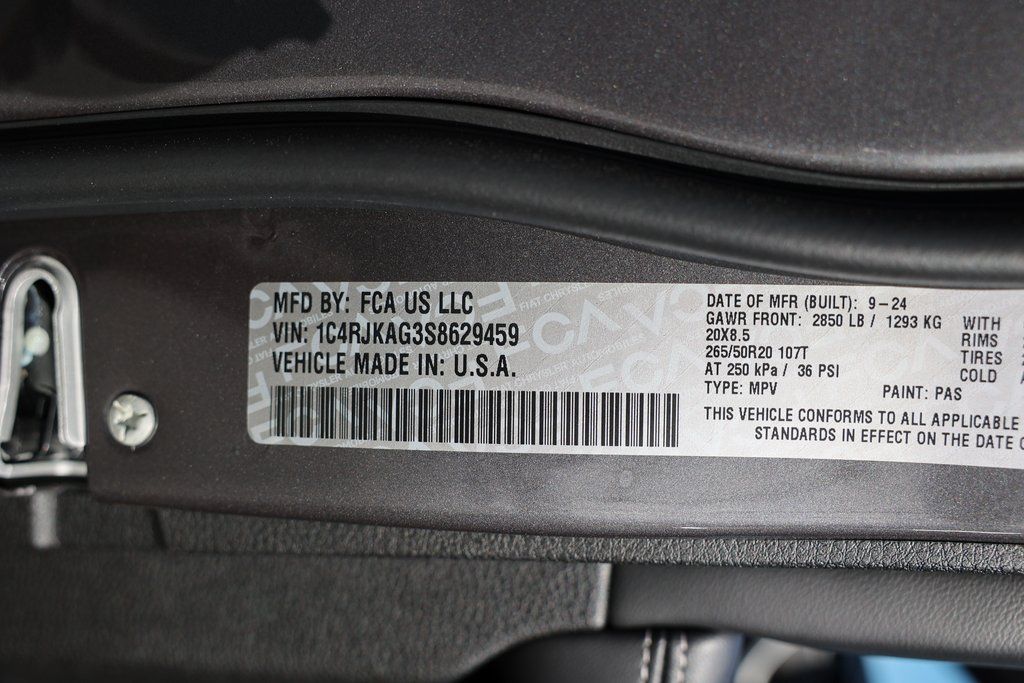 MFD BY: FCA US LLC
VIN: 1C4RJKAG3S8629459
VEHICLE MADE IN: U.S.A.
DATE OF MFR (BUILT): 9-24
GAWR FRONT: 2850 LB / 1293 KG WITH
20X8.5 RIMS
265/50R20 107T TIRES
AT 250 kPa / 36 PSI COLD
TYPE: MPV PAINT: PAS
THIS VEHICLE CONFORMS TO ALL APPLICABLE
STANDARDS IN EFFECT ON THE DATE